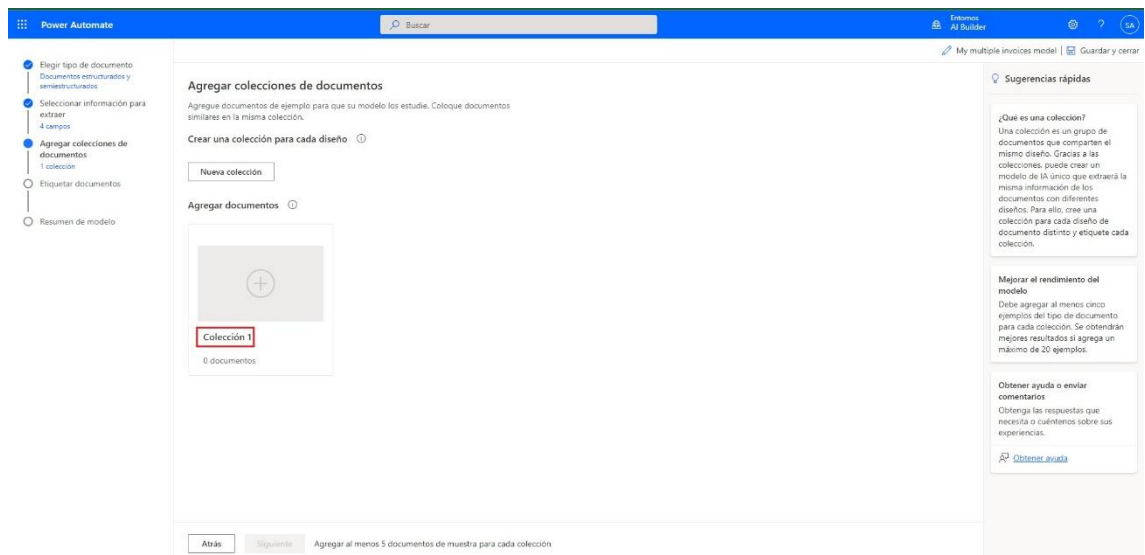 Power Automate
Buscar
Entornos
AI Builder
SA
My multiple invoices model | Guardar y cerrar
Elegir tipo de documento
Documentos estructurados y
semiestructurados
Seleccionar información para
extraer
4 campos
Agregar colecciones de
documentos
1 colección
Etiquetar documentos
Resumen de modelo
Agregar colecciones de documentos
Agregue documentos de ejemplo para que su modelo los estudie. Coloque documentos
similares en la misma colección.
Crear una colección para cada diseño
Nueva colección
Agregar documentos
Colección 1
0 documentos
Sugerencias rápidas
¿Qué es una colección?
Una colección es un grupo de
documentos que comparten el
mismo diseño. Gracias a las
colecciones, puede crear un
modelo de IA único que extraerá la
misma información de los
documentos con diferentes
diseños. Para ello, cree una
colección para cada diseño de
documento distinto y etiquete cada
colección.
Mejorar el rendimiento del
modelo
Debe agregar al menos cinco
ejemplos del tipo de documento
para cada colección. Se obtendrán
mejores resultados si agrega un
máximo de 20 ejemplos.
Obtener ayuda o enviar
comentarios
Obtenga las respuestas que
necesita o cuéntenos sobre sus
experiencias.
Obtener ayuda
Atrás
Siguiente
Agregar al menos 5 documentos de muestra para cada colección